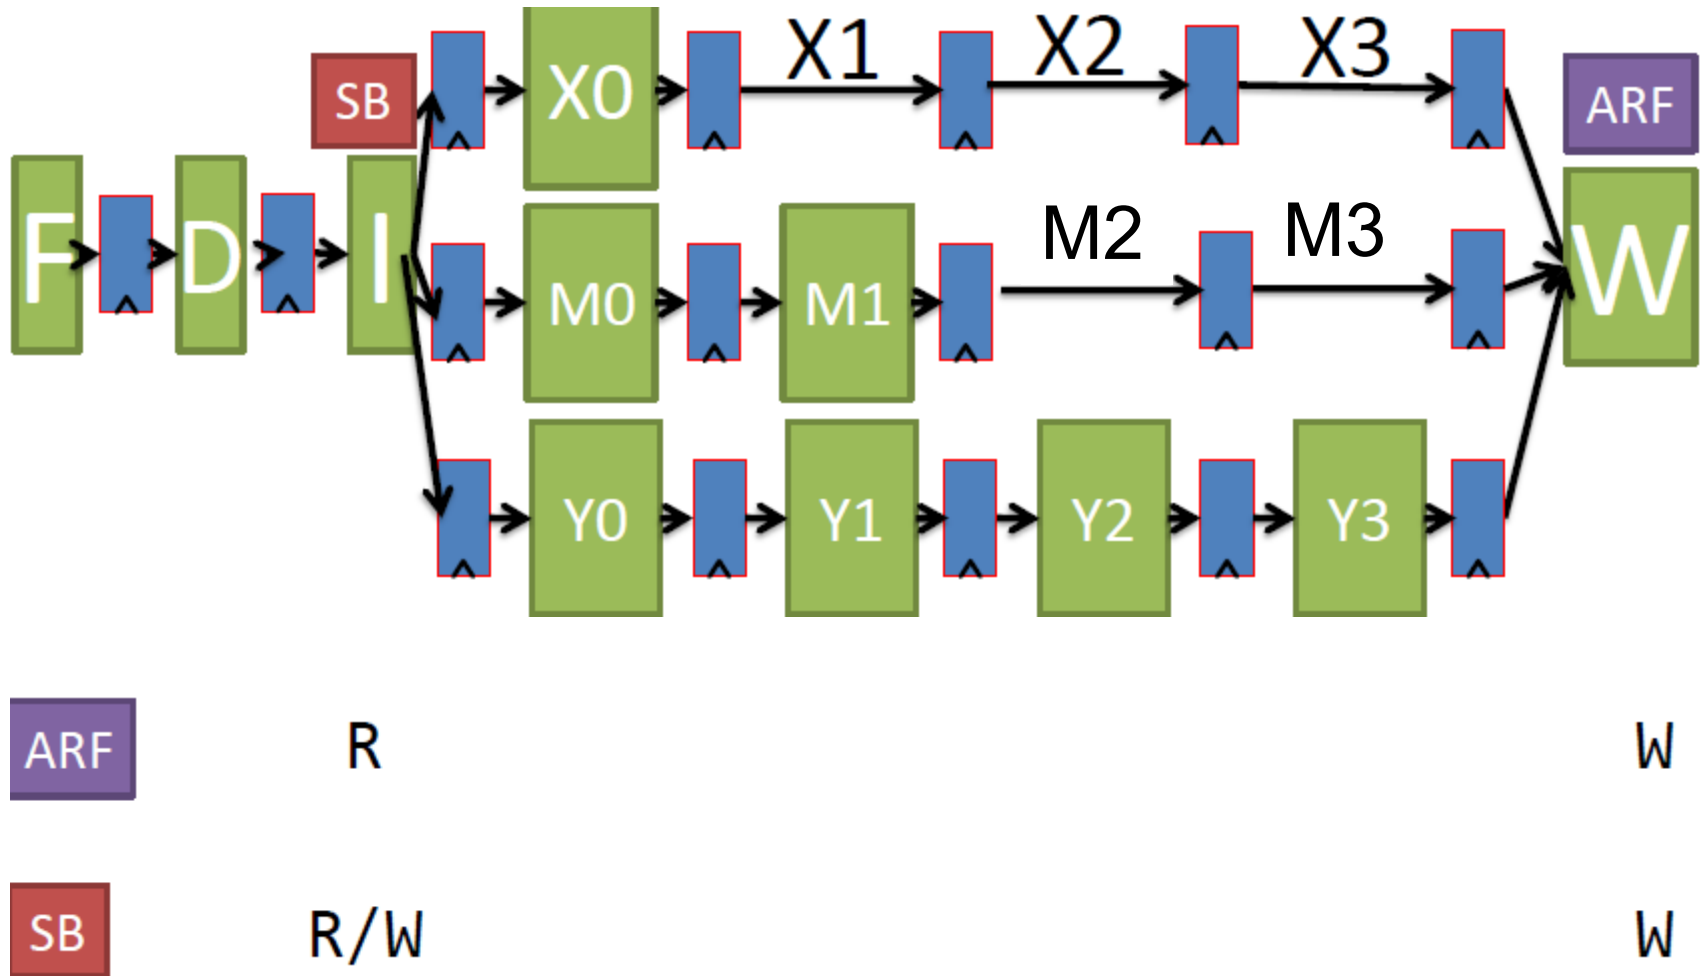 X1 X2 X3
SB X0 ARF
F D I M0 M1 M2 M3 W
Y0 Y1 Y2 Y3
ARF R W
SB R/W W